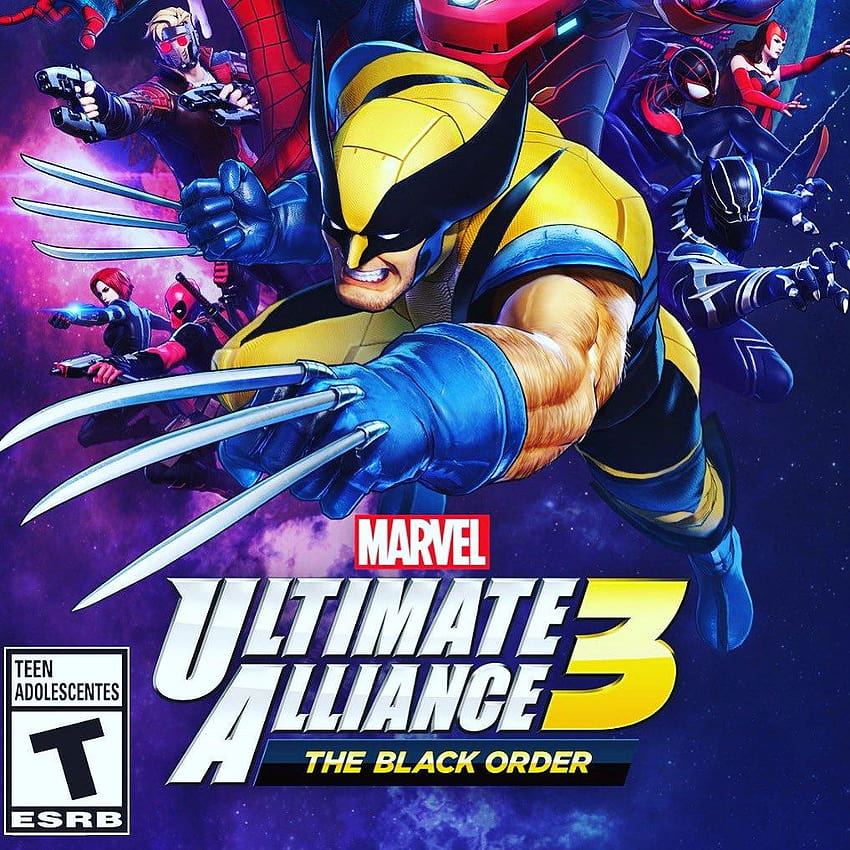 MARVEL
ULTIMATE
ALLIANCE 3
THE BLACK ORDER
TEEN
ADOLESCENTES
T
ESRB